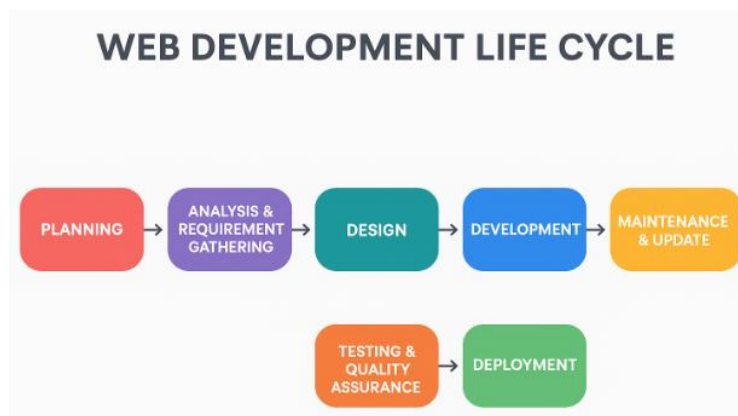 WEB DEVELOPMENT LIFE CYCLE
PLANNING
ANALYSIS &
REQUIREMENT
GATHERING
DESIGN
DEVELOPMENT
MAINTENANCE
& UPDATE
TESTING &
QUALITY
ASSURANCE
DEPLOYMENT